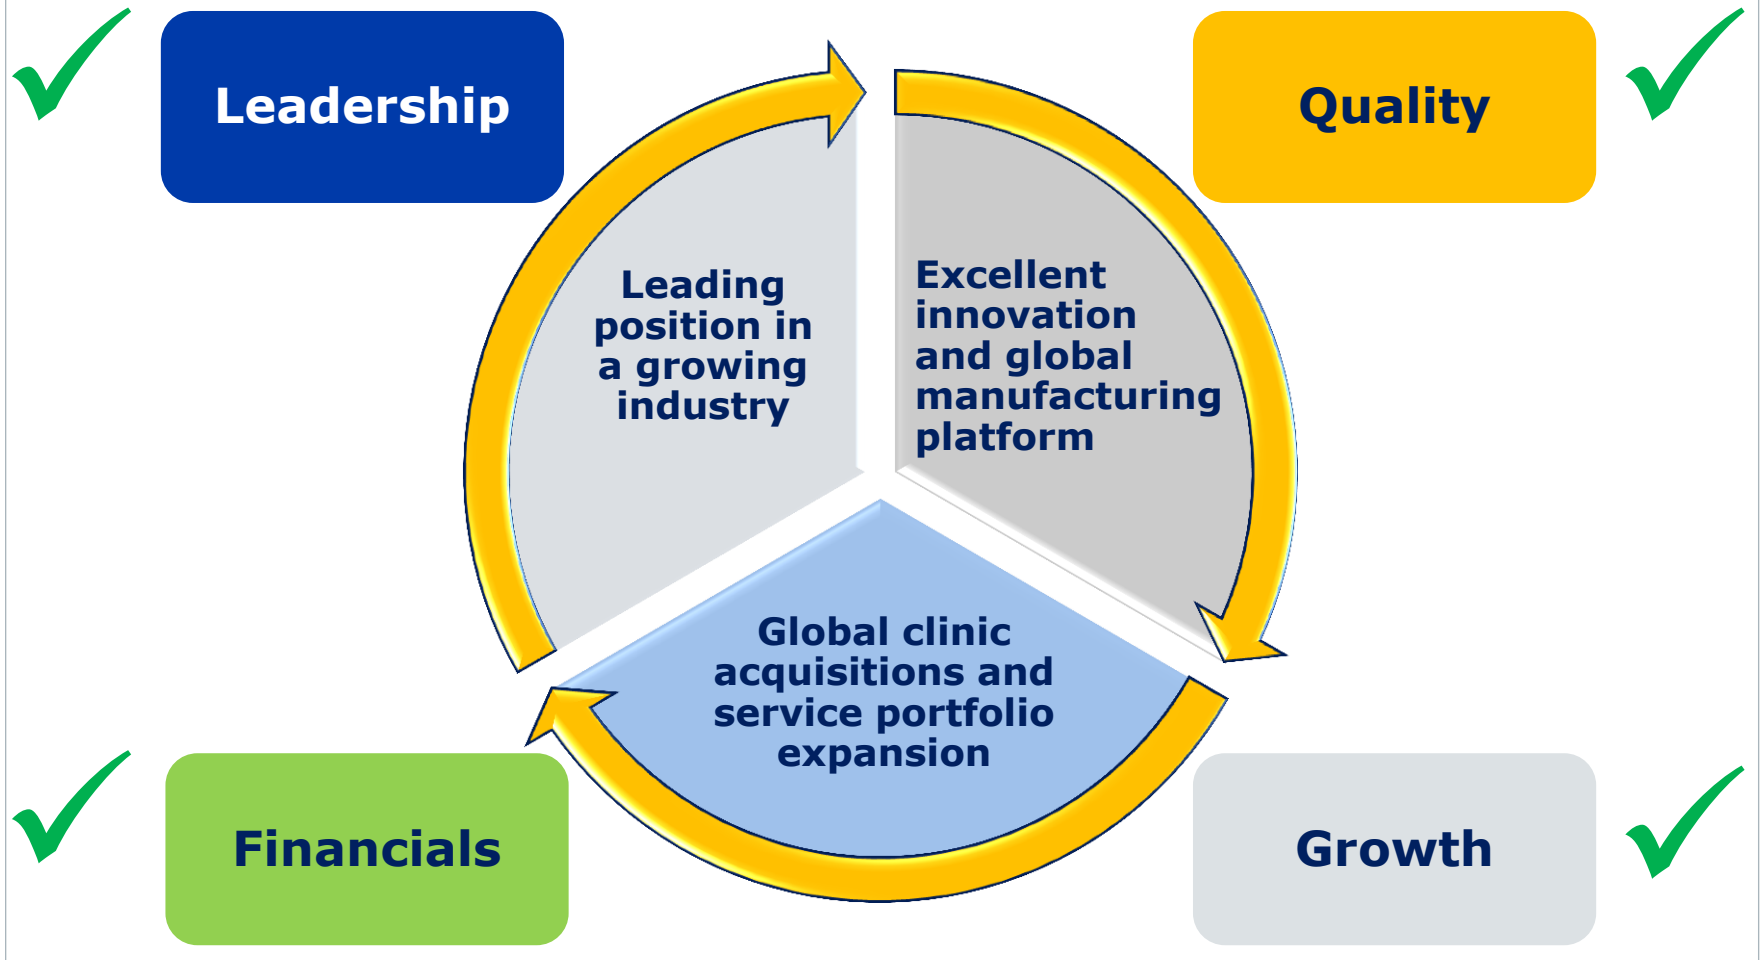 Leadership
Quality
Leading
position in
a growing
industry
Excellent
innovation
and global
manufacturing
platform
Global clinic
acquisitions and
service portfolio
expansion
Financials
Growth